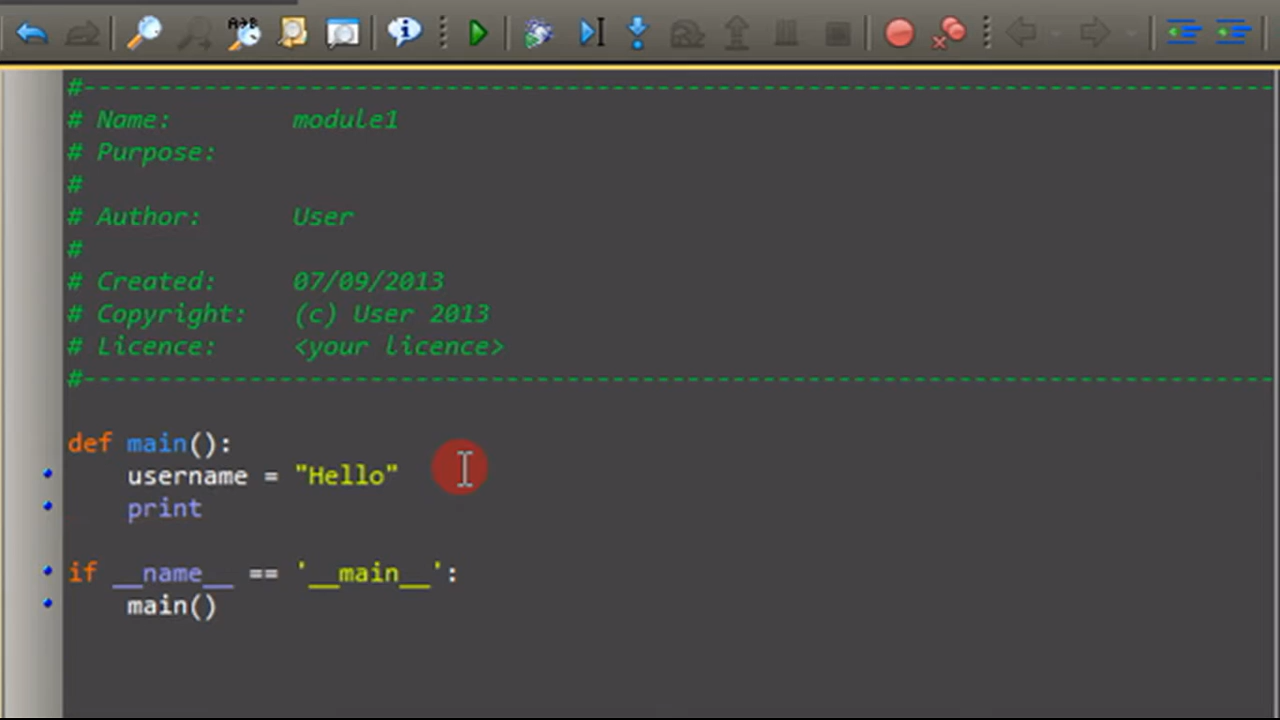 #--------------------------------------------------------------------------------
# Name:        module1
# Purpose:
#
# Author:      User
#
# Created:     07/09/2013
# Copyright:   (c) User 2013
# Licence:     <your licence>
#--------------------------------------------------------------------------------
def main():
    username = "Hello"
    print
if __name__ == '__main__':
    main()